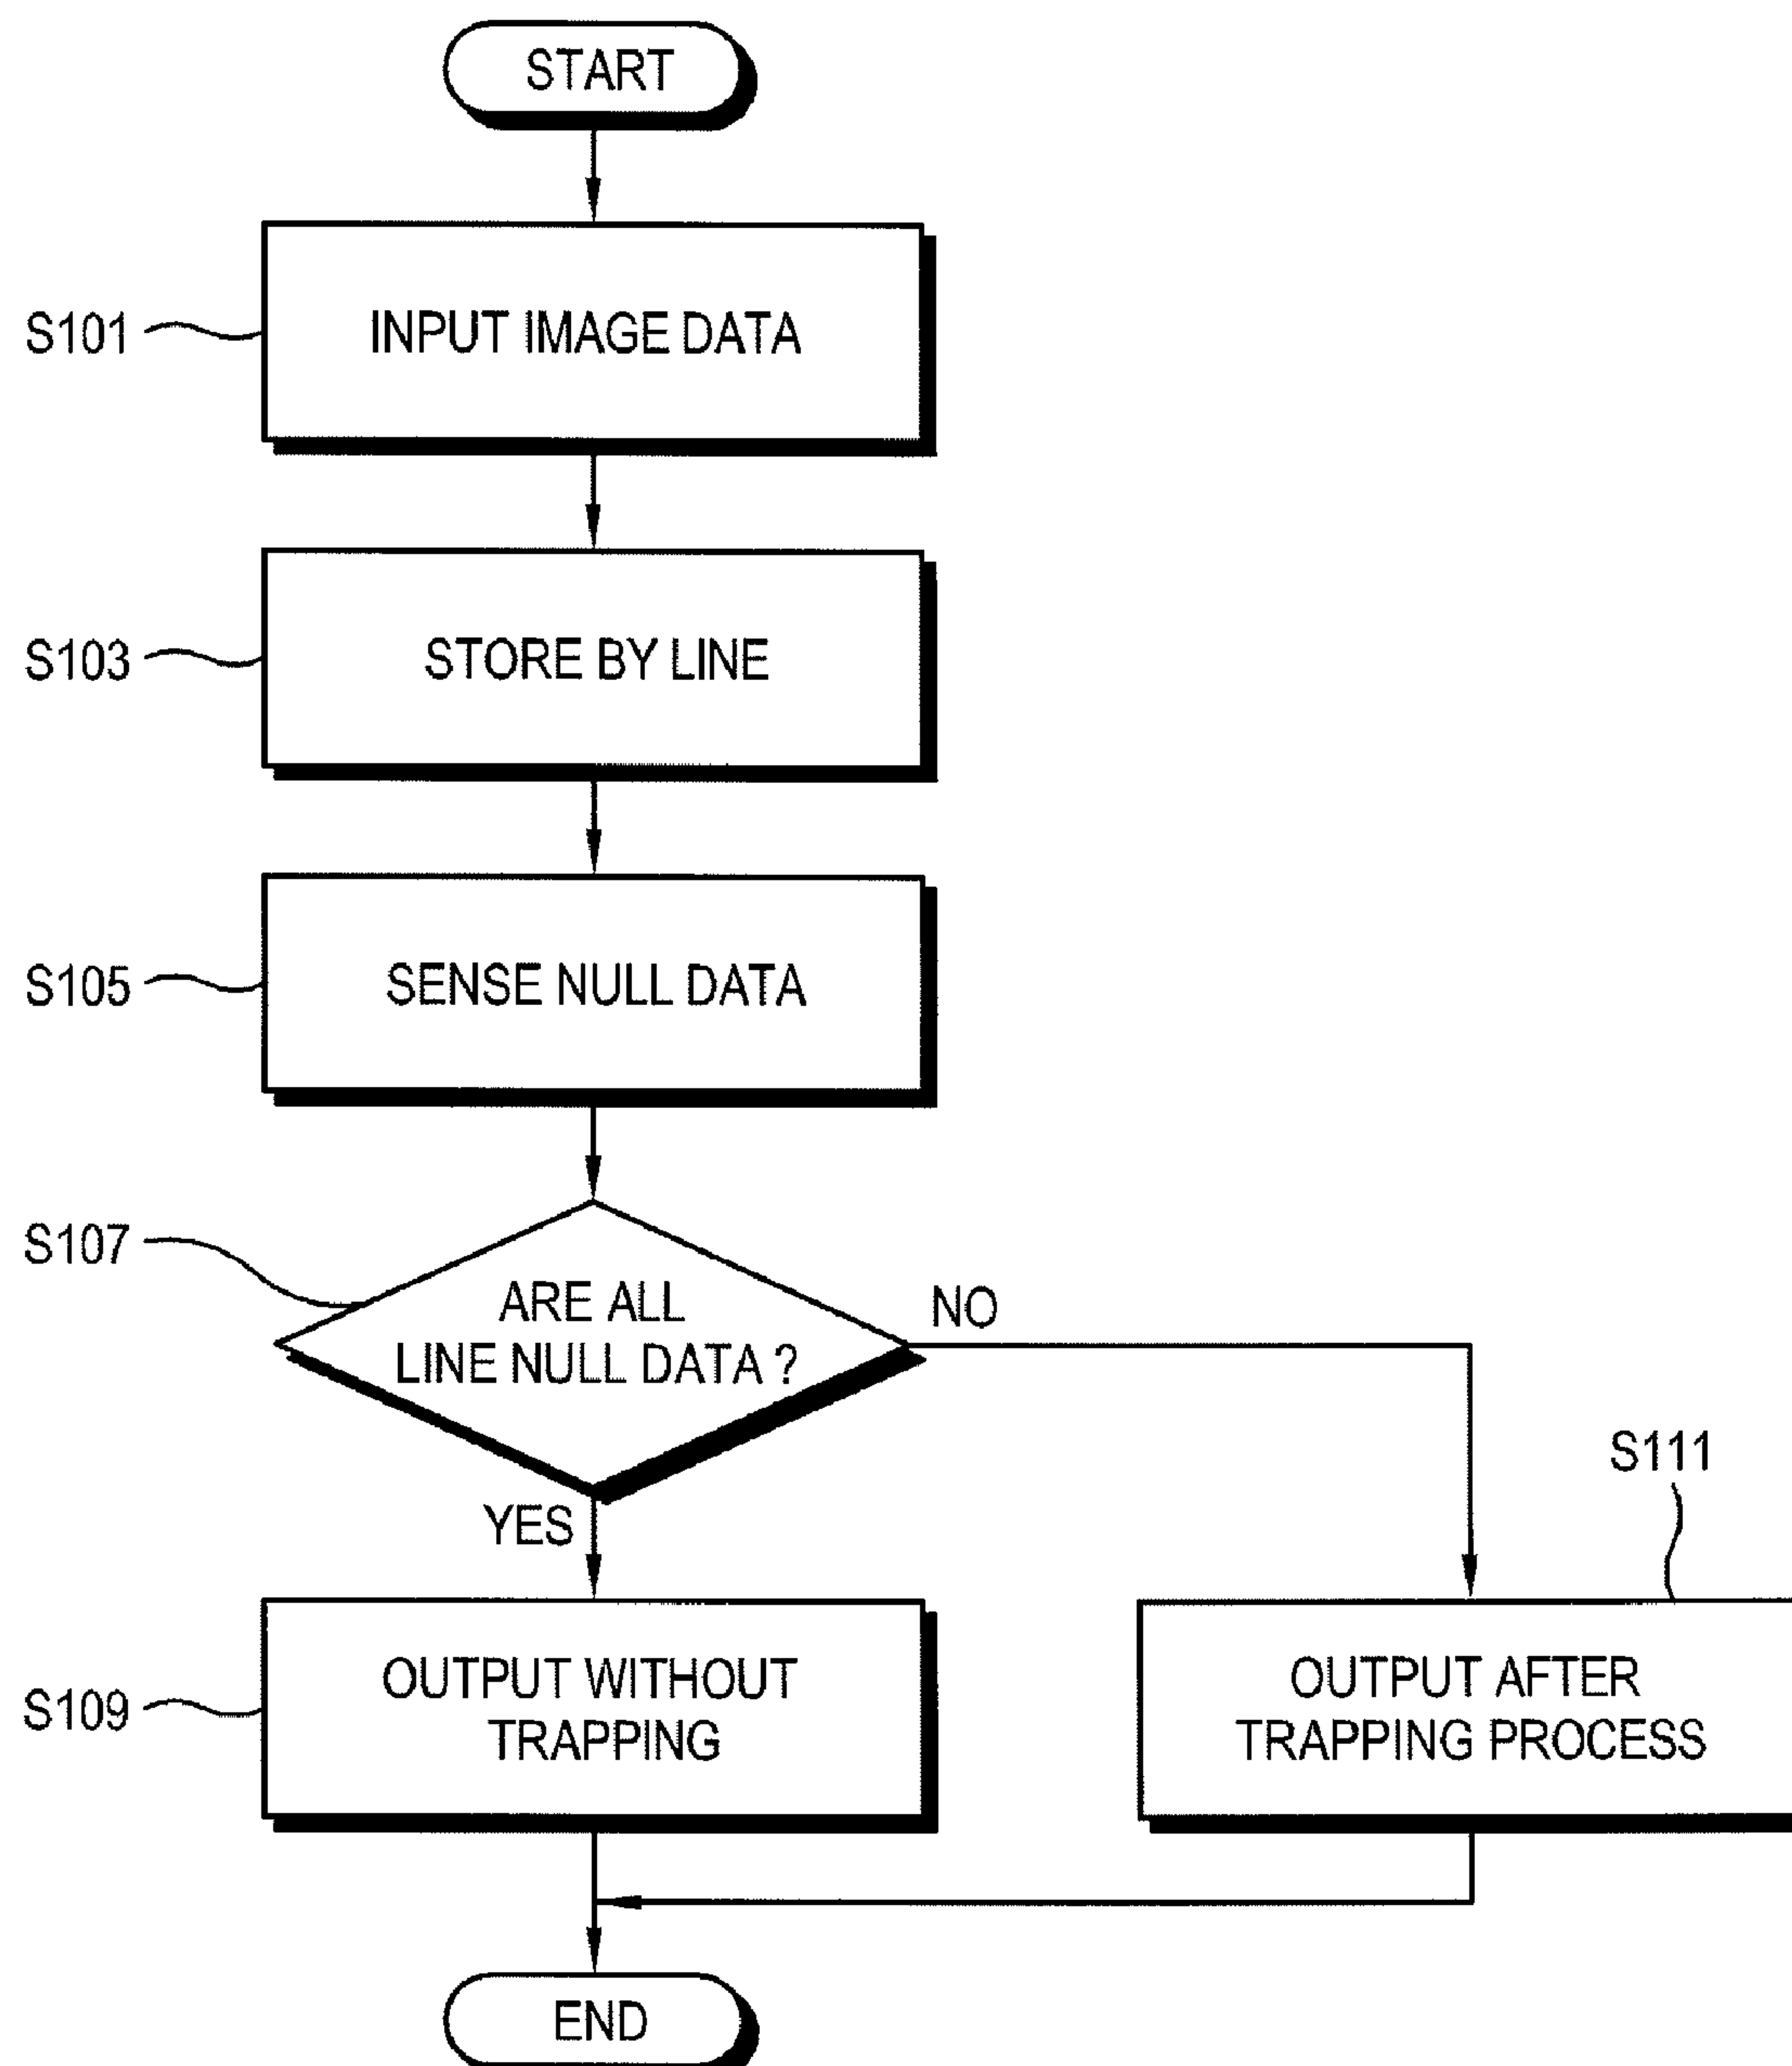 START
S101
INPUT IMAGE DATA
S103
STORE BY LINE
S105
SENSE NULL DATA
S107
ARE ALL
LINE NULL DATA ?
NO
YES
S111
S109
OUTPUT WITHOUT
TRAPPING
OUTPUT AFTER
TRAPPING PROCESS
END